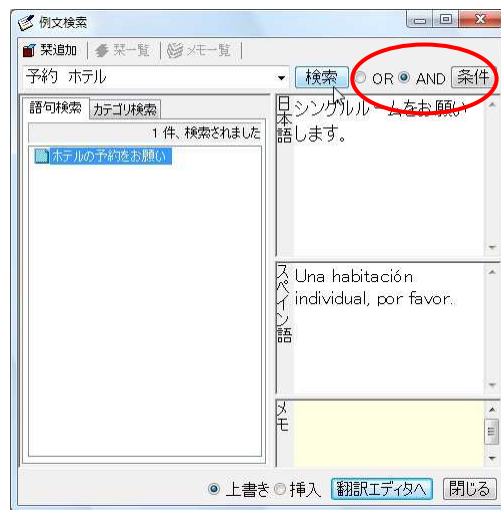 例文検索
栞追加 栞一覧 メモ一覧
予約 ホテル 検索 OR AND 条件
語句検索 カテゴリ検索
1 件、検索されました
ホテルの予約をお願い
日本語
シングルルームをお願い
します。
スペイン語
Una habitación
individual, por favor.
メモ
上書き 挿入 翻訳エディタへ 閉じる